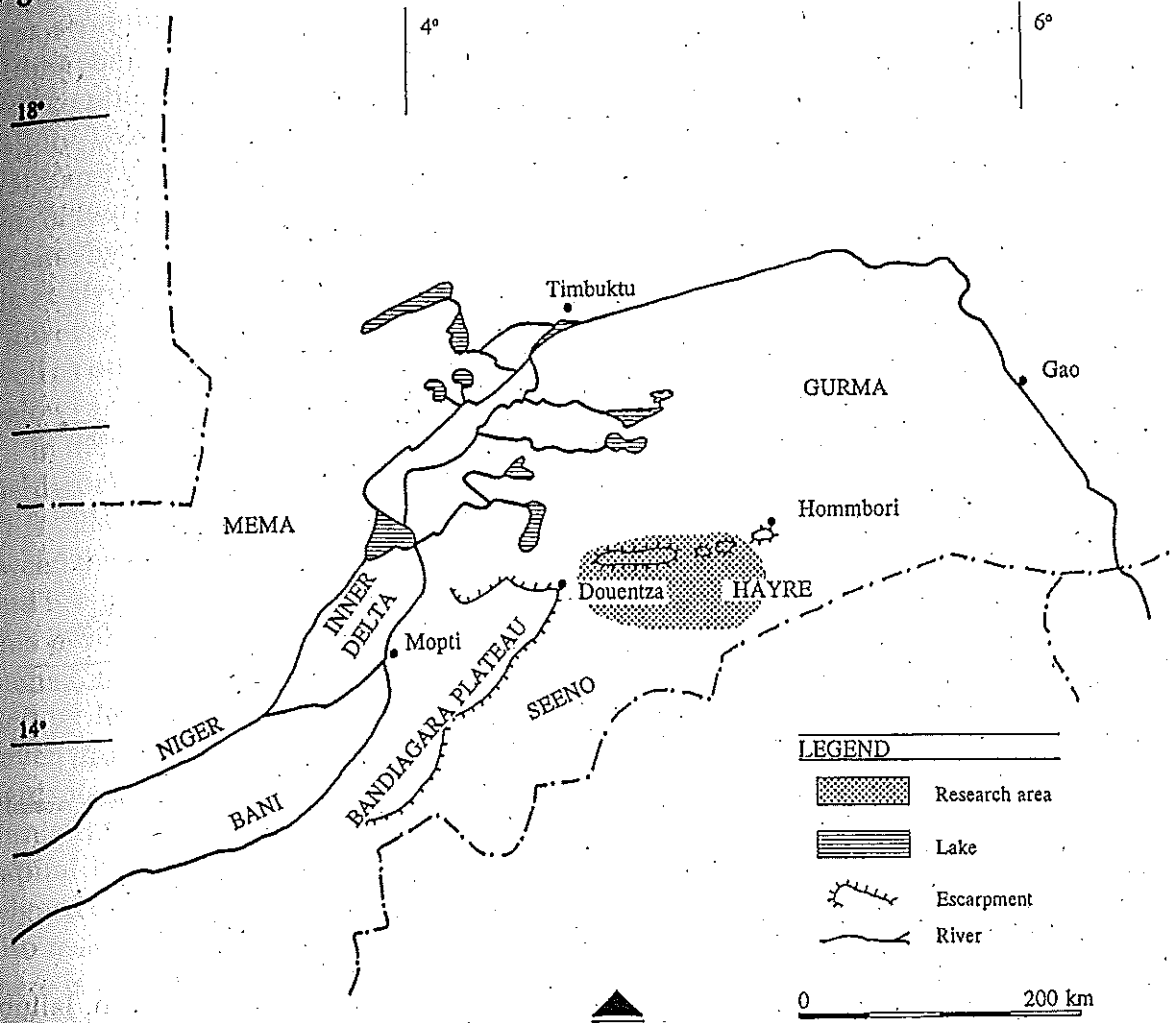 4°
6°
18°
Timbuktu
Gao
GURMA
Hommbori
MEMA
INNER
DELTA
Douentza
HAYRE
Mopti
BANDIAGARA PLATEAU
SEENO
NIGER
14°
BANI
LEGEND
Research area
Lake
Escarpment
River
0
200 km